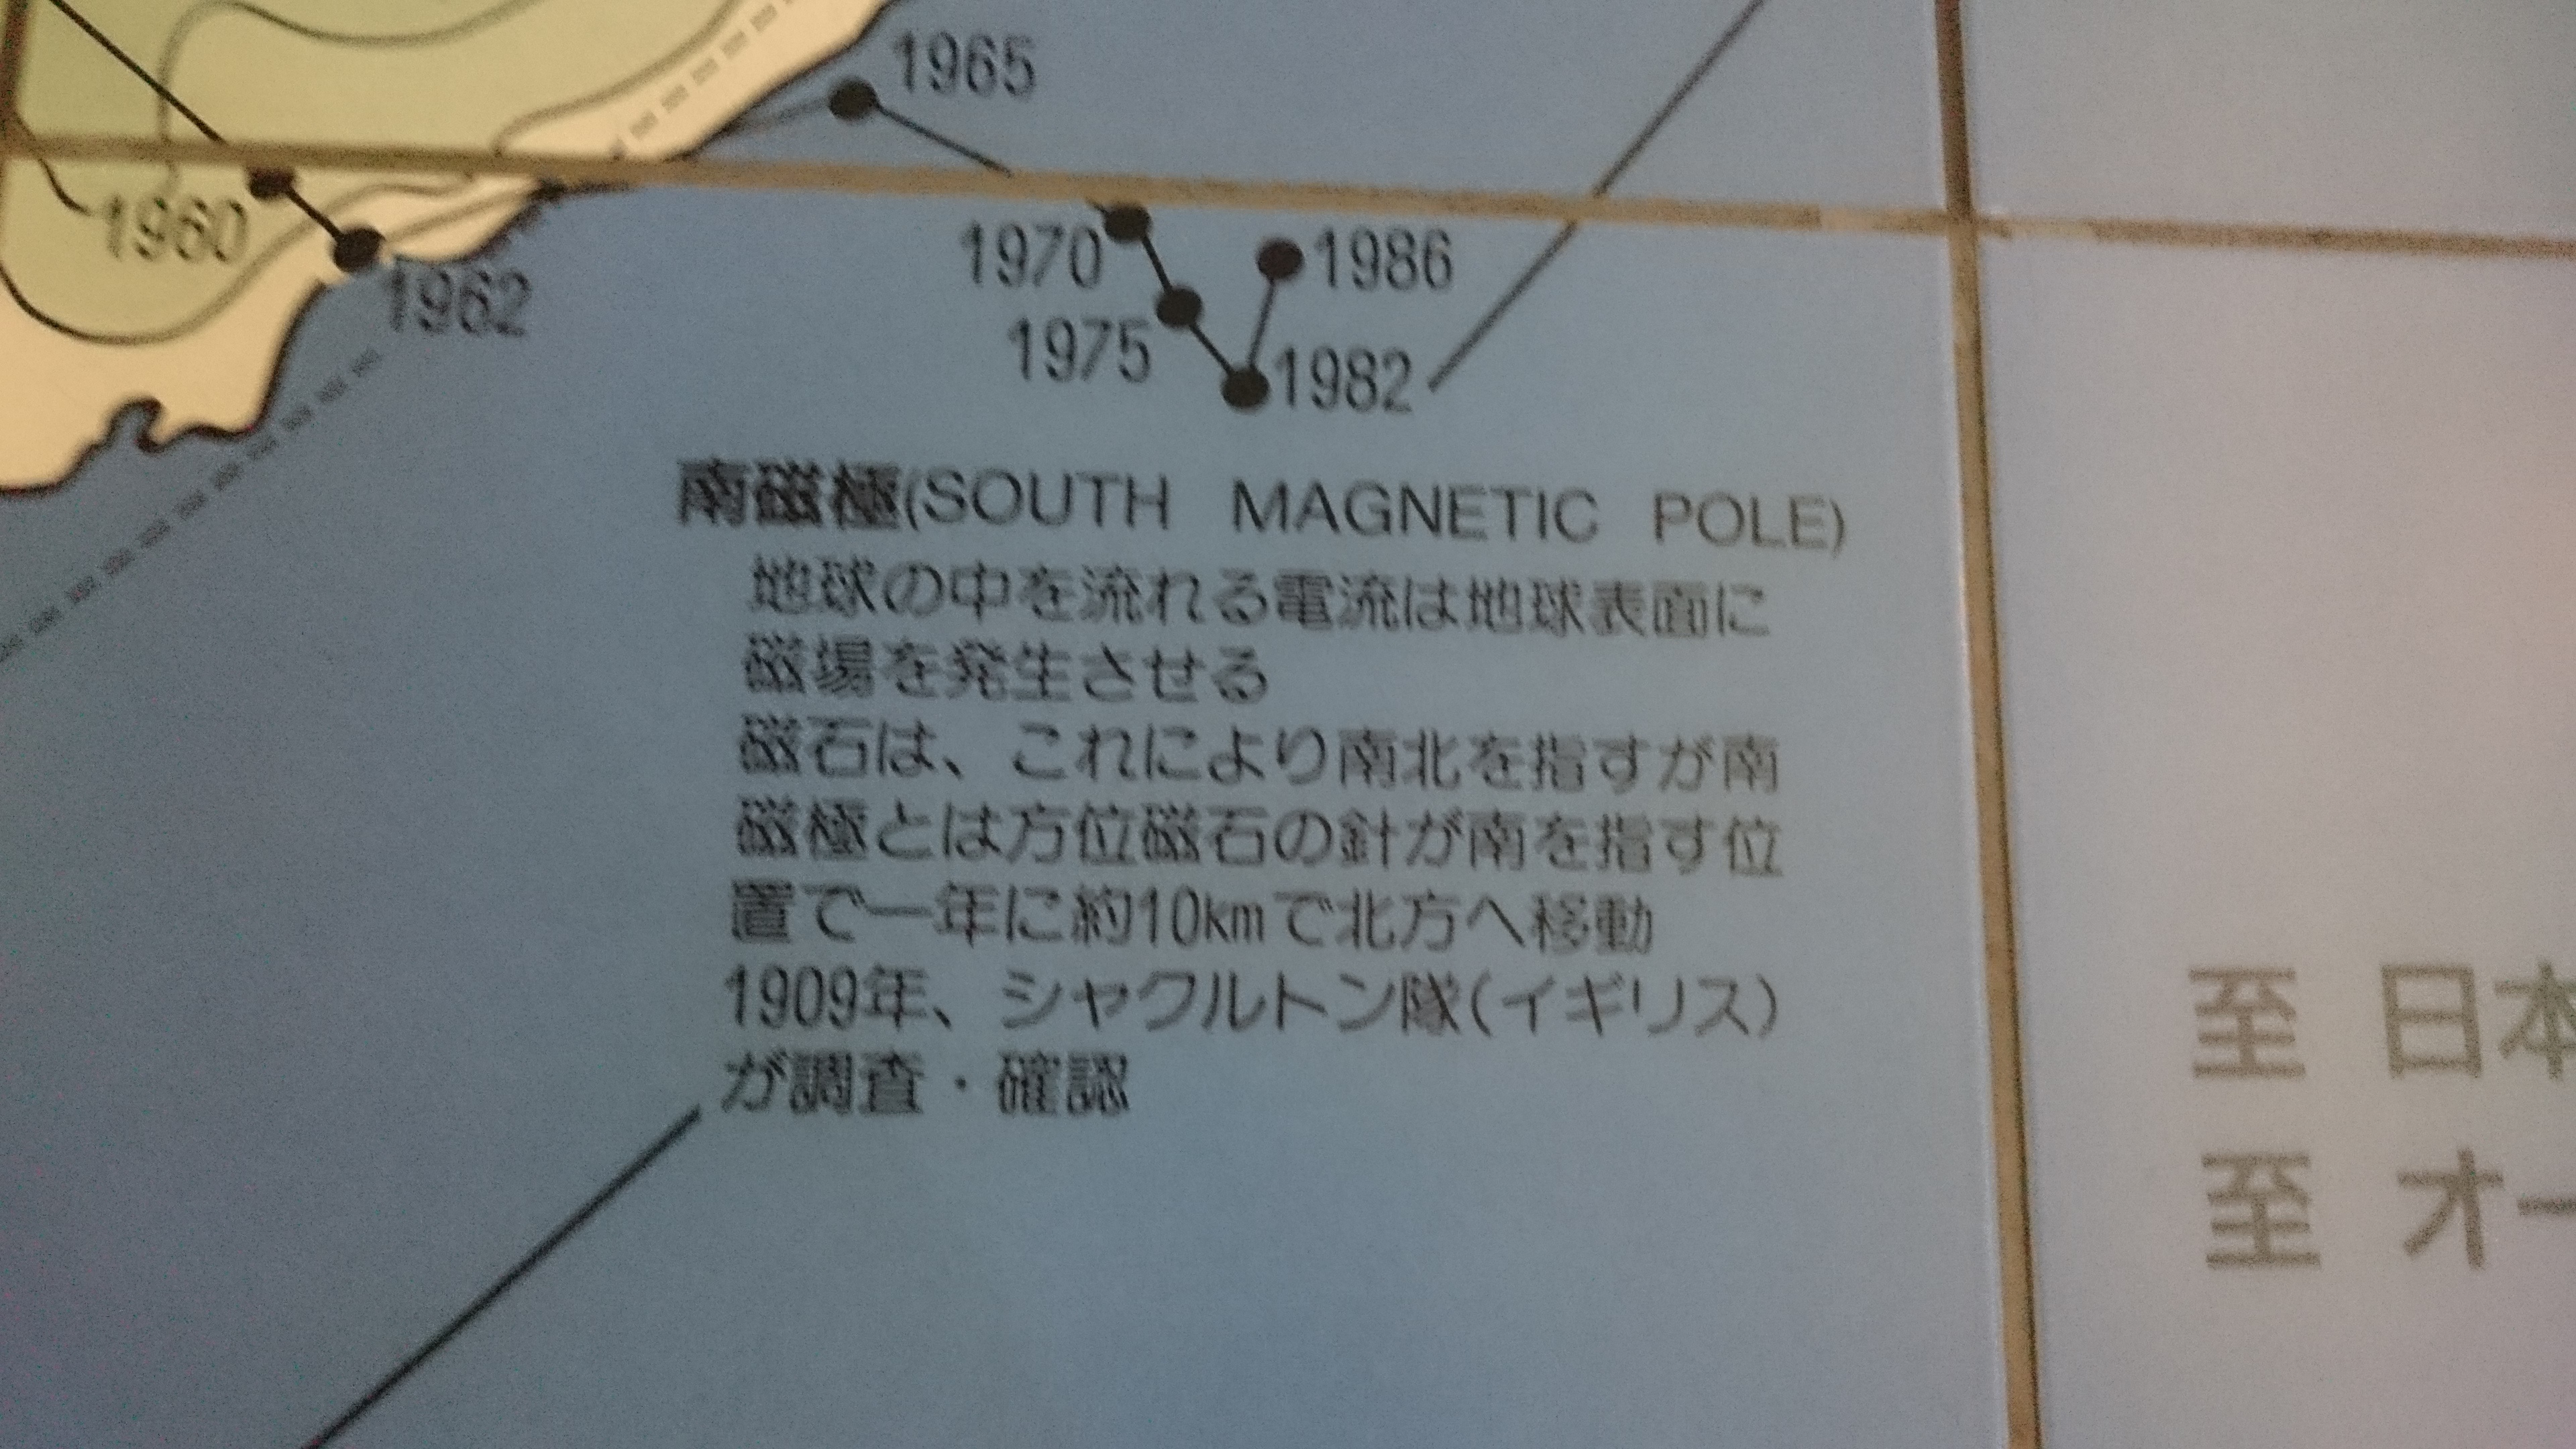 1965
1960
1962
1970
1986
1975
1982
南磁極(SOUTH MAGNETIC POLE)
地球の中を流れる電流は地球表面に
磁場を発生させる
磁石は、これにより南北を指すが南
磁極とは方位磁石の針が南を指す位
置で一年に約10kmで北方へ移動
1909年、シャクルトン隊(イギリス)
が調査・確認
至 日本
至 オー